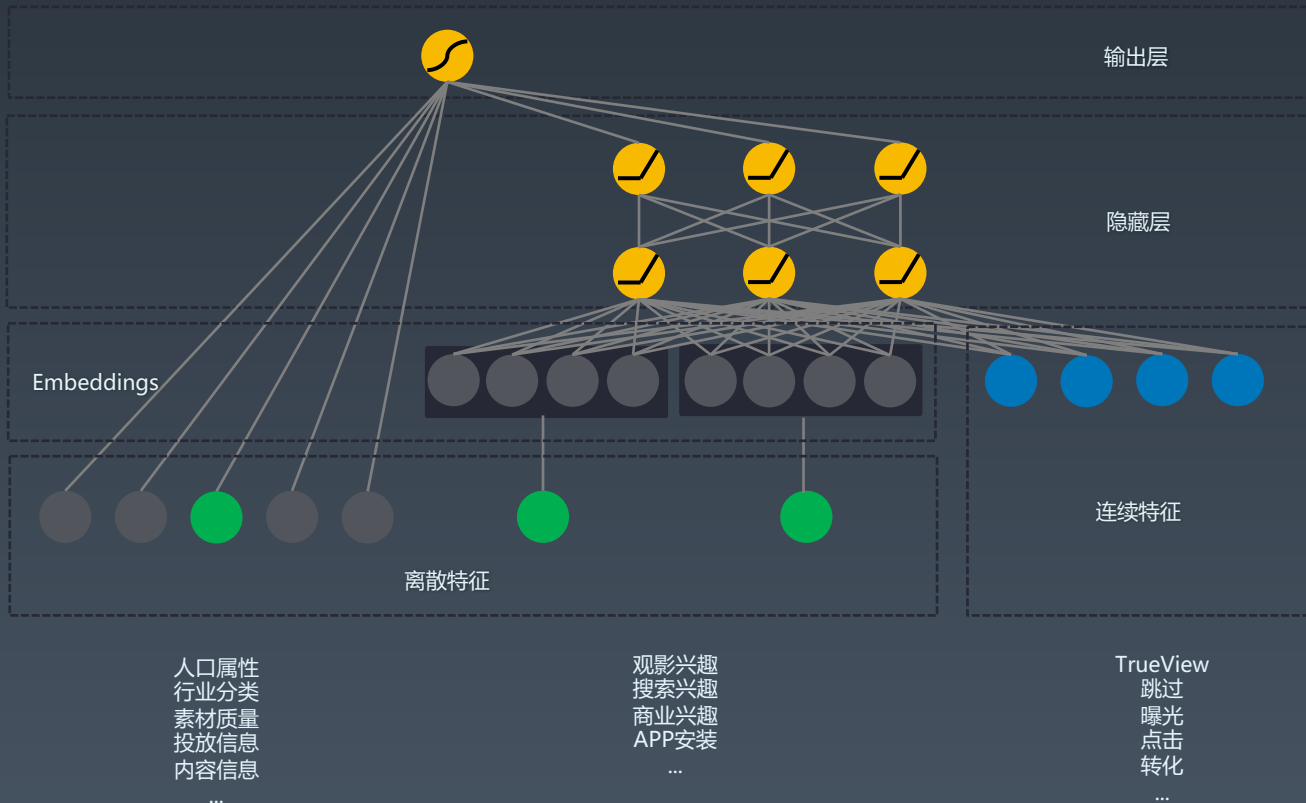 输出层
隐藏层
Embeddings
连续特征
离散特征
人口属性
行业分类
素材质量
投放信息
内容信息
...
观影兴趣
搜索兴趣
商业兴趣
APP安装
...
TrueView
跳过
曝光
点击
转化
...